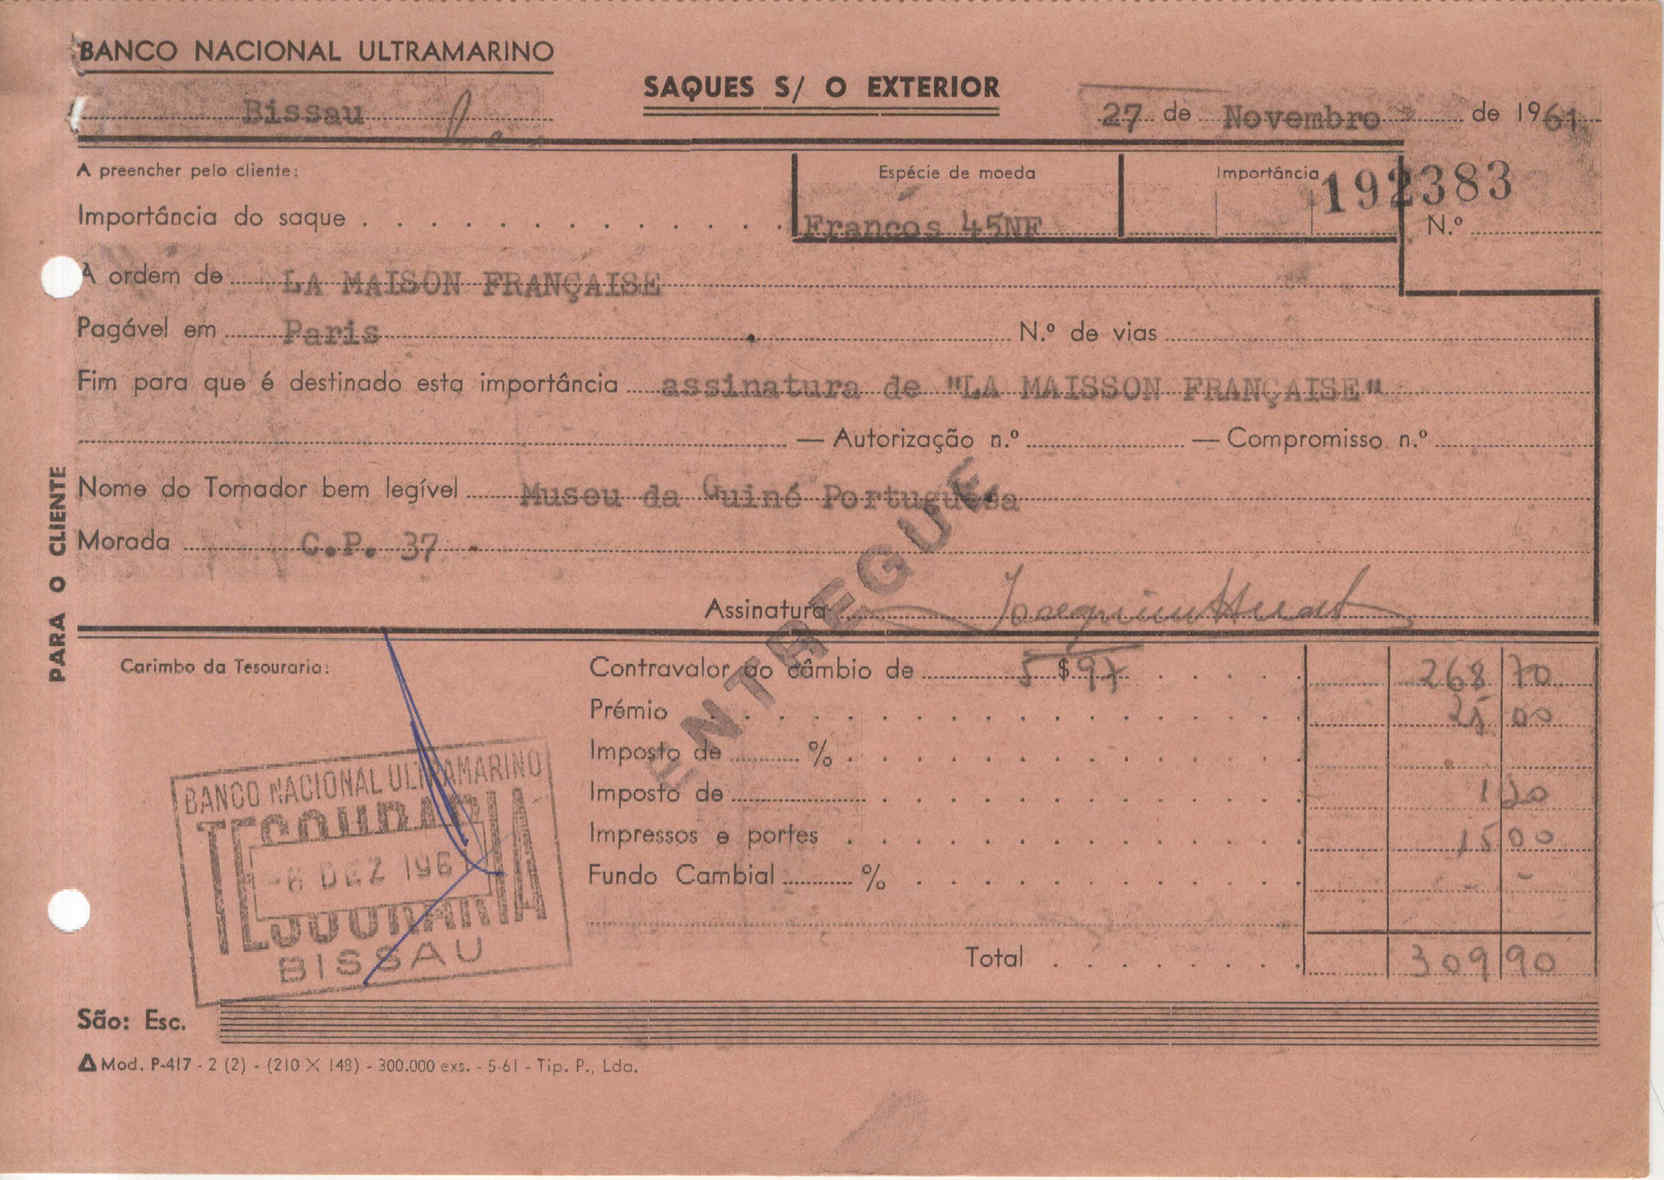 BANCO NACIONAL ULTRAMARINO
SAQUES S/ O EXTERIOR
Bissau
27 de Novembro de 1961
A preencher pelo cliente:
Espécie de moeda
Importância
192383
Importância do saque
Francos 45NF
N.º
A ordem de LA MAISON FRANÇAISE
Pagável em Paris
N.º de vias
Fim para que é destinado esta importância assinatura de "LA MAISSON FRANÇAISE"
— Autorização n.º — Compromisso n.º
Nome do Tomador bem legível Museu da Guiné Portuguesa
Morada C.P. 37
PARA O CLIENTE
ENTREGUE
Assinatura
Carimbo da Tesouraria:
Contravalor ao câmbio de 5$97 268 70
Prémio 25 00
Imposto de %
Imposto de 1 20
Impressos e portes 15 00
Fundo Cambial % - -
Total 309 90
BANCO NACIONAL ULTRAMARINO
TESOURARIA
DEZ 196
TESOURARIA
BISSAU
São: Esc.
Mod. P-417 - 2 (2) - (210 X 148) - 300.000 exs. - 5-61 - Tip. P., Lda.